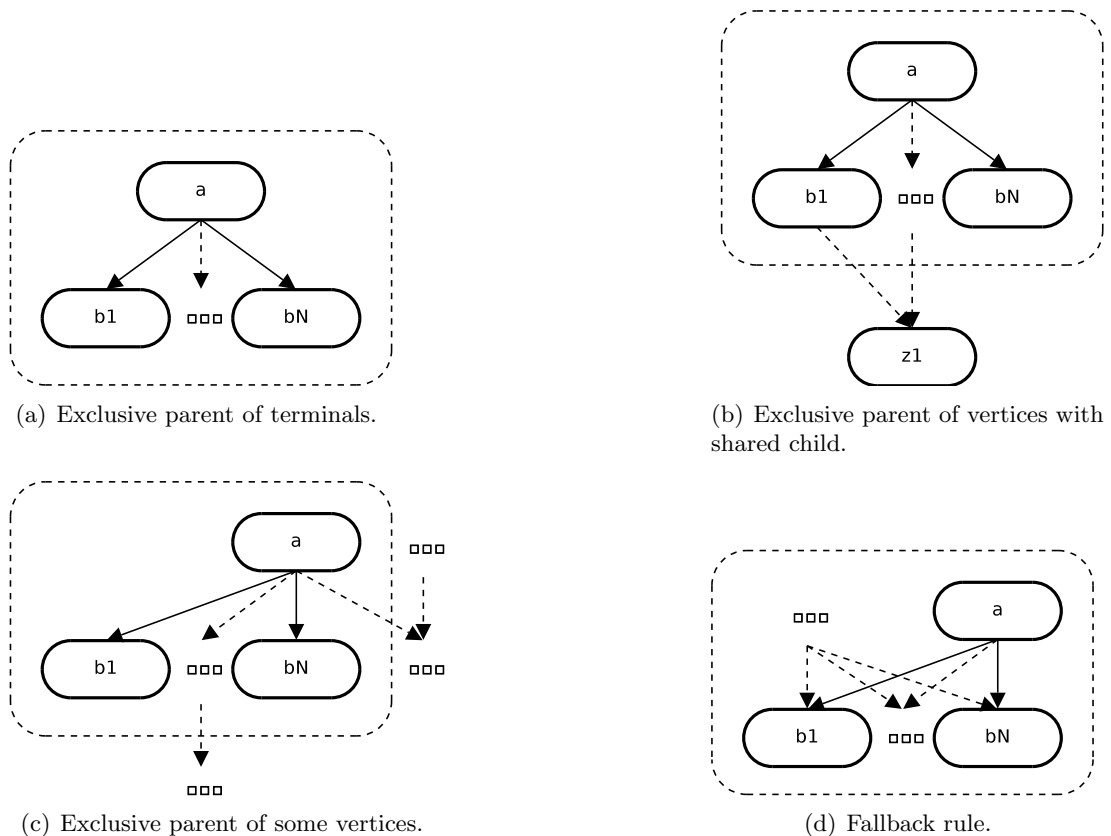 a
b1
bN
(a) Exclusive parent of terminals.
a
b1
bN
z1
(b) Exclusive parent of vertices with
shared child.
a
b1
bN
(c) Exclusive parent of some vertices.
a
b1
bN
(d) Fallback rule.